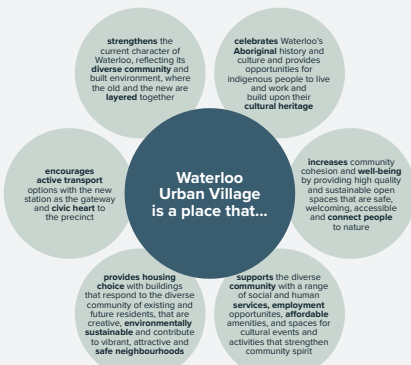 strengthens the
current character of
Waterloo, reflecting its
diverse community and
built environment, where
the old and the new are
layered together
celebrates Waterloo's
Aboriginal history and
culture and provides
opportunities for
indigenous people to live
and work and
build upon their
cultural heritage
encourages
active transport
options with the new
station as the gateway
and civic heart to
the precinct
Waterloo
Urban Village
is a place that...
increases community
cohesion and well-being
by providing high quality
and sustainable open
spaces that are safe,
welcoming, accessible
and connect people
to nature
provides housing
choice with buildings
that respond to the diverse
community of existing and
future residents, that are
creative, environmentally
sustainable and contribute
to vibrant, attractive and
safe neighbourhoods
supports the diverse
community with a range
of social and human
services, employment
opportunites, affordable
amenities, and spaces for
cultural events and
activities that strengthen
community spirit